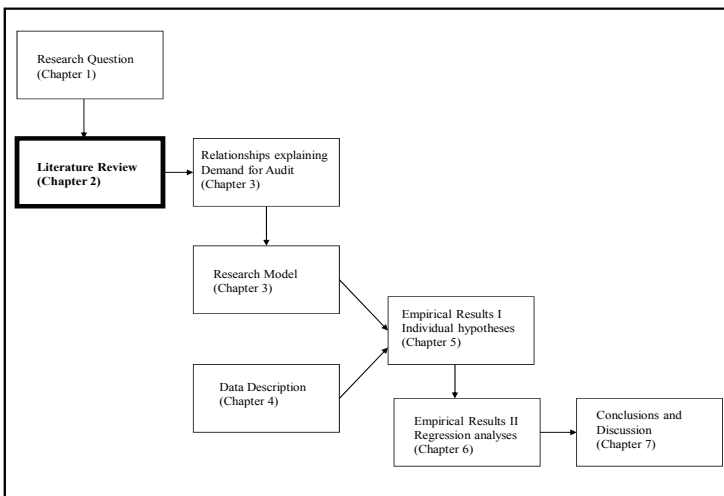 Research Question
(Chapter 1)
Literature Review
(Chapter 2)
Relationships explaining
Demand for Audit
(Chapter 3)
Research Model
(Chapter 3)
Empirical Results I
Individual hypotheses
(Chapter 5)
Data Description
(Chapter 4)
Empirical Results II
Regression analyses
(Chapter 6)
Conclusions and
Discussion
(Chapter 7)